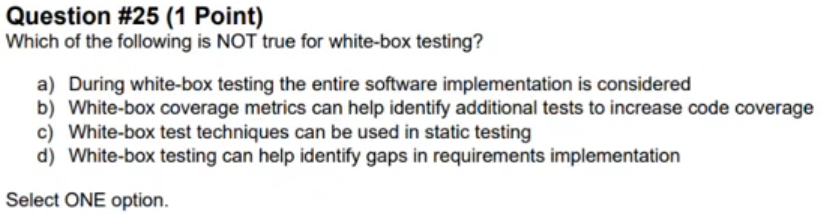 Question #25 (1 Point)
Which of the following is NOT true for white-box testing?
a) During white-box testing the entire software implementation is considered
b) White-box coverage metrics can help identify additional tests to increase code coverage
c) White-box test techniques can be used in static testing
d) White-box testing can help identify gaps in requirements implementation
Select ONE option.